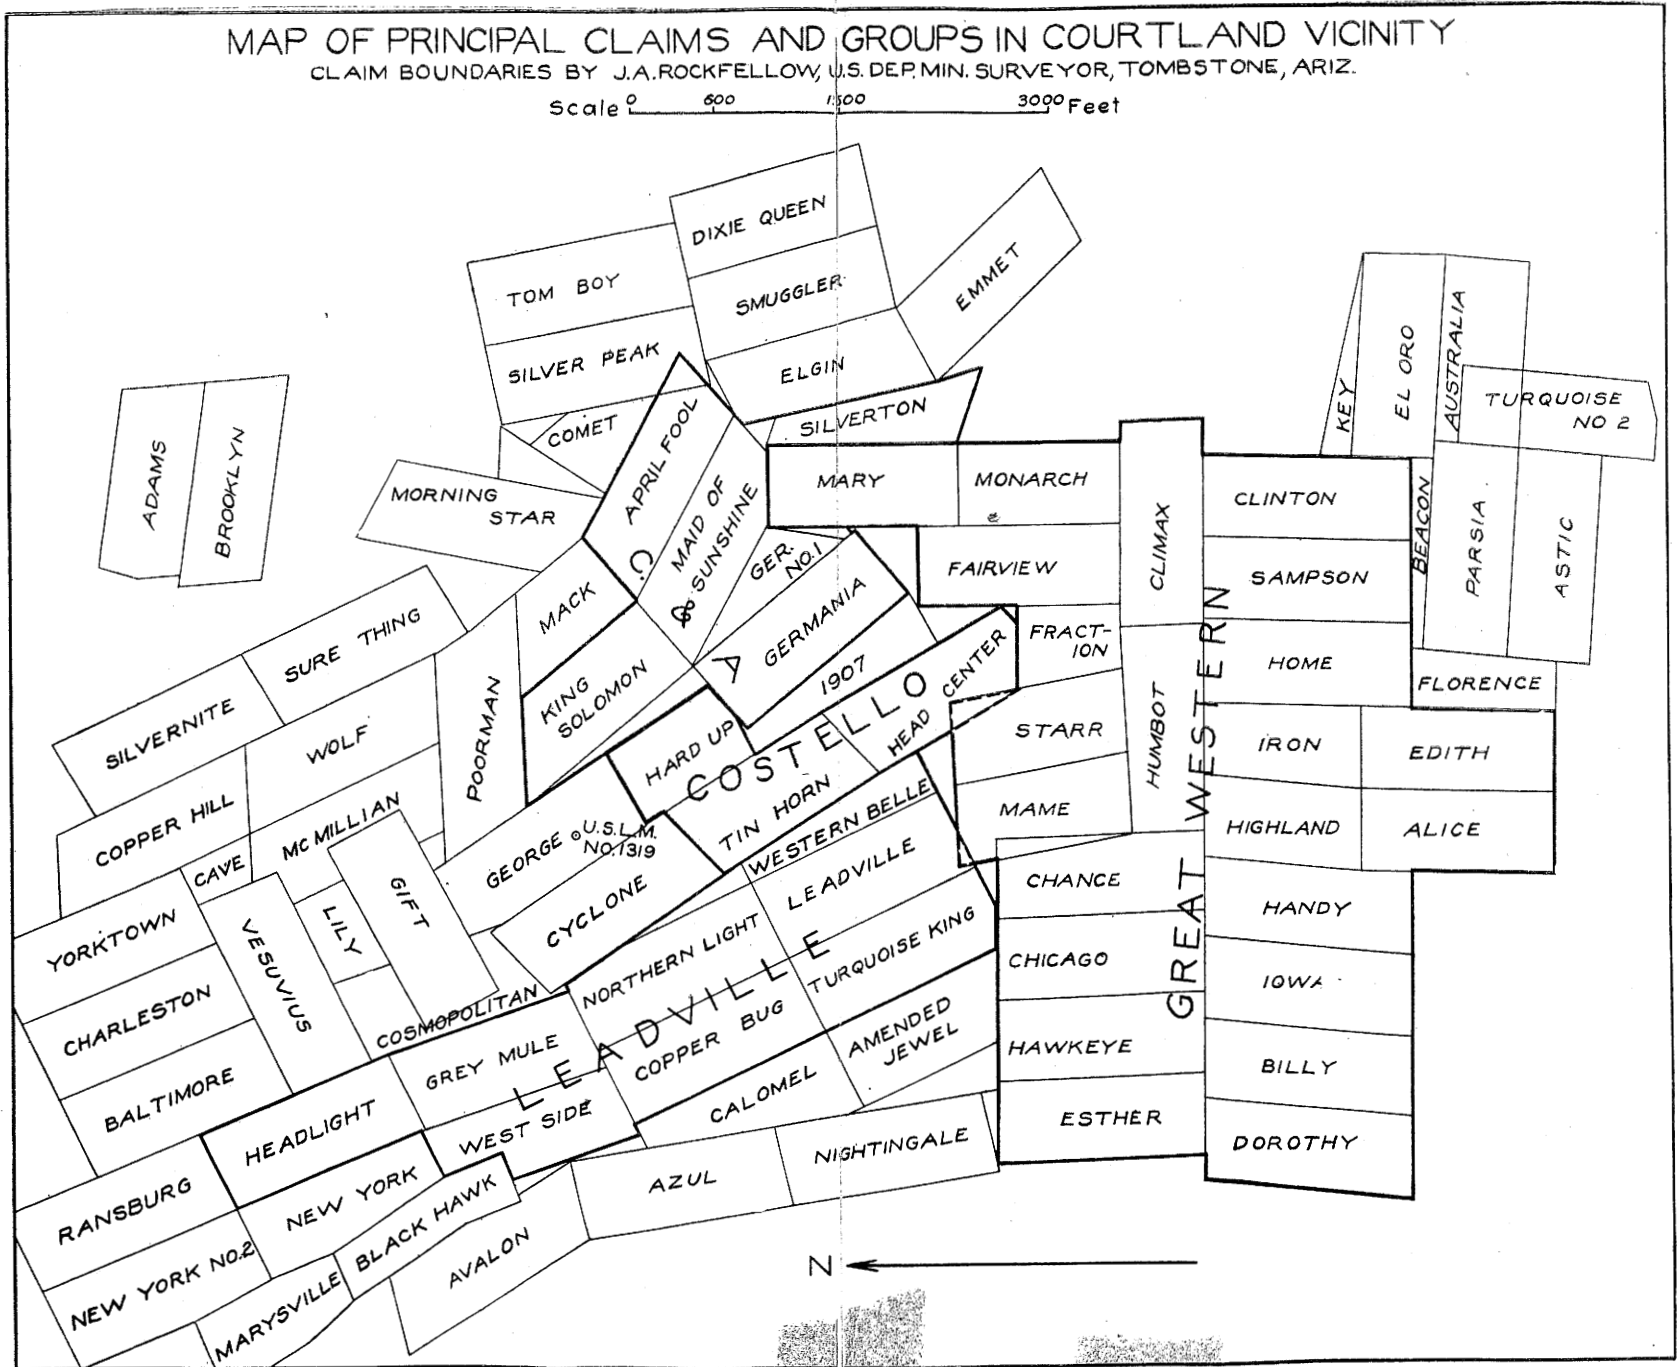 MAP OF PRINCIPAL CLAIMS AND GROUPS IN COURTLAND VICINITY
CLAIM BOUNDARIES BY J.A. ROCKFELLOW, U.S. DEP. MIN. SURVEYOR, TOMBSTONE, ARIZ.
Scale 0 600 1500 3000 Feet
DIXIE QUEEN
TOM BOY
SMUGGLER
EMMET
SILVER PEAK
ELGIN
COMET
SILVERTON
APRIL FOOL
KEY
EL ORO
AUSTRALIA
TURQUOISE
NO 2
ADAMS
BROOKLYN
MORNING
STAR
MAID OF
SUNSHINE
MARY
MONARCH
CLIMAX
CLINTON
BEACON
PARSIA
ASTIC
C. & A
GER.
NO. 1
FAIRVIEW
SAMPSON
MACK
GERMANIA
SURE THING
KING
SOLOMON
1907
CENTER
HEAD
FRACT-
ION
HOME
FLORENCE
SILVERNITE
WOLF
POORMAN
HARD UP
COSTELLO
STARR
HUMBOT
GREAT WESTERN
IRON
EDITH
COPPER HILL
MC MILLIAN
TIN HORN
MAME
HIGHLAND
ALICE
CAVE
GEORGE
U.S.L.M.
NO. 1319
WESTERN BELLE
LEADVILLE
CHANCE
GIFT
CYCLONE
YORKTOWN
VESUVIUS
LILY
NORTHERN LIGHT
TURQUOISE KING
HANDY
CHICAGO
IOWA
CHARLESTON
COSMOPOLITAN
GREY MULE
LEADVILLE
COPPER BUG
AMENDED
JEWEL
HAWKEYE
BILLY
BALTIMORE
HEADLIGHT
WEST SIDE
CALOMEL
ESTHER
DOROTHY
RANSBURG
NEW YORK
BLACK HAWK
AZUL
NIGHTINGALE
NEW YORK NO. 2
MARYSVILLE
AVALON
N